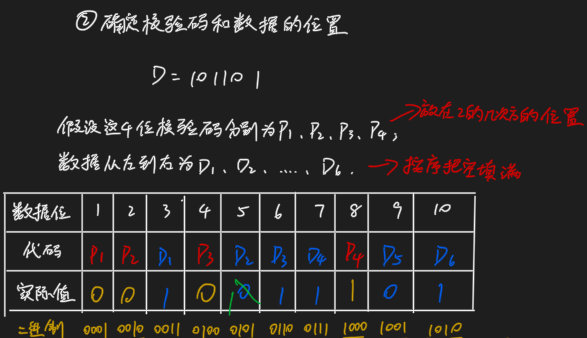 ② 确定校验码和数据的位置
D = 101101
假设这4位校验码分别为P₁、P₂、P₃、P₄, →放在2的几次方的位置
数据从左到右为D₁、D₂、....、D₆. →按序把空填满
数据位 1 2 3 4 5 6 7 8 9 10
代码 P₁ P₂ D₁ P₃ D₂ D₃ D₄ P₄ D₅ D₆
实际值 0 0 1 0 0 1 1 1 0 1
二进制 0001 0010 0011 0100 0101 0110 0111 1000 1001 1010